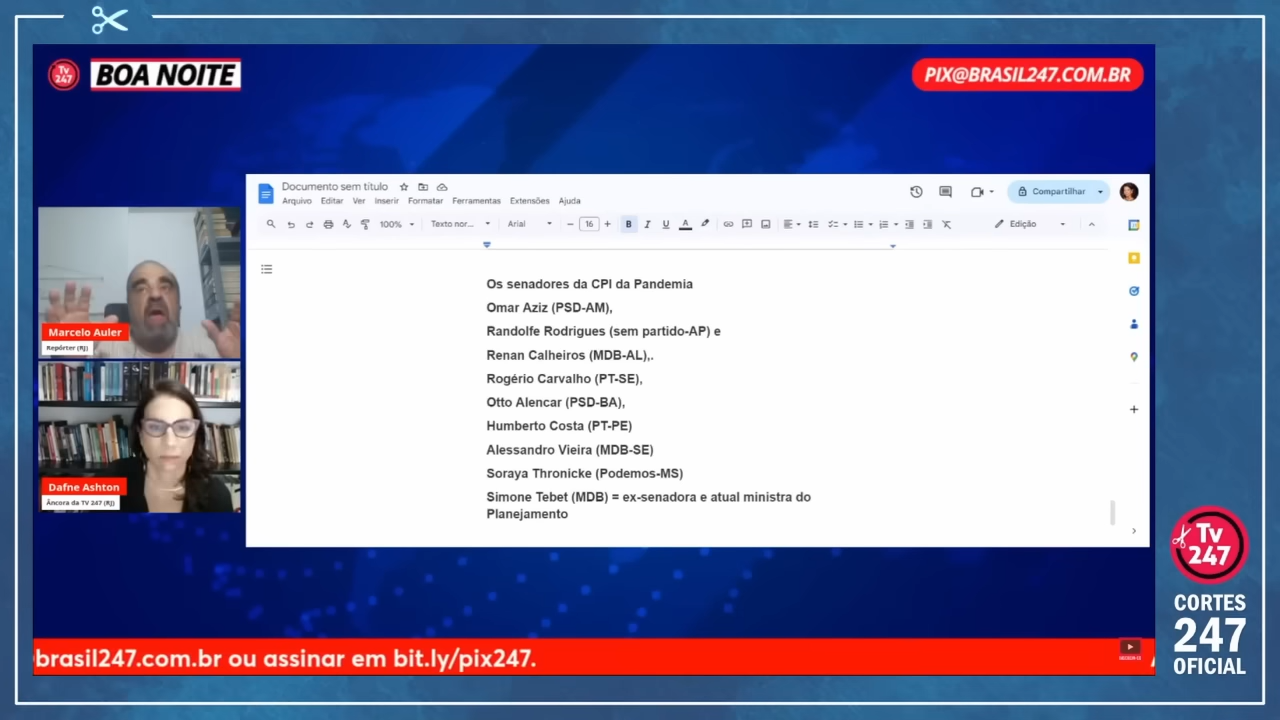 Tv
247
BOA NOITE
PIX@BRASIL247.COM.BR
Documento sem título
Arquivo Editar Ver Inserir Formatar Ferramentas Extensões Ajuda
Compartilhar
100% Texto nor... Arial 16 B I U A Edição
Os senadores da CPI da Pandemia
Omar Aziz (PSD-AM),
Randolfe Rodrigues (sem partido-AP) e
Renan Calheiros (MDB-AL),.
Rogério Carvalho (PT-SE),
Otto Alencar (PSD-BA),
Humberto Costa (PT-PE)
Alessandro Vieira (MDB-SE)
Soraya Thronicke (Podemos-MS)
Simone Tebet (MDB) = ex-senadora e atual ministra do
Planejamento
Marcelo Auler
Repórter (RJ)
Dafne Ashton
Âncora da TV 247 (RJ)
brasil247.com.br ou assinar em bit.ly/pix247.
Tv
247
CORTES
247
OFICIAL